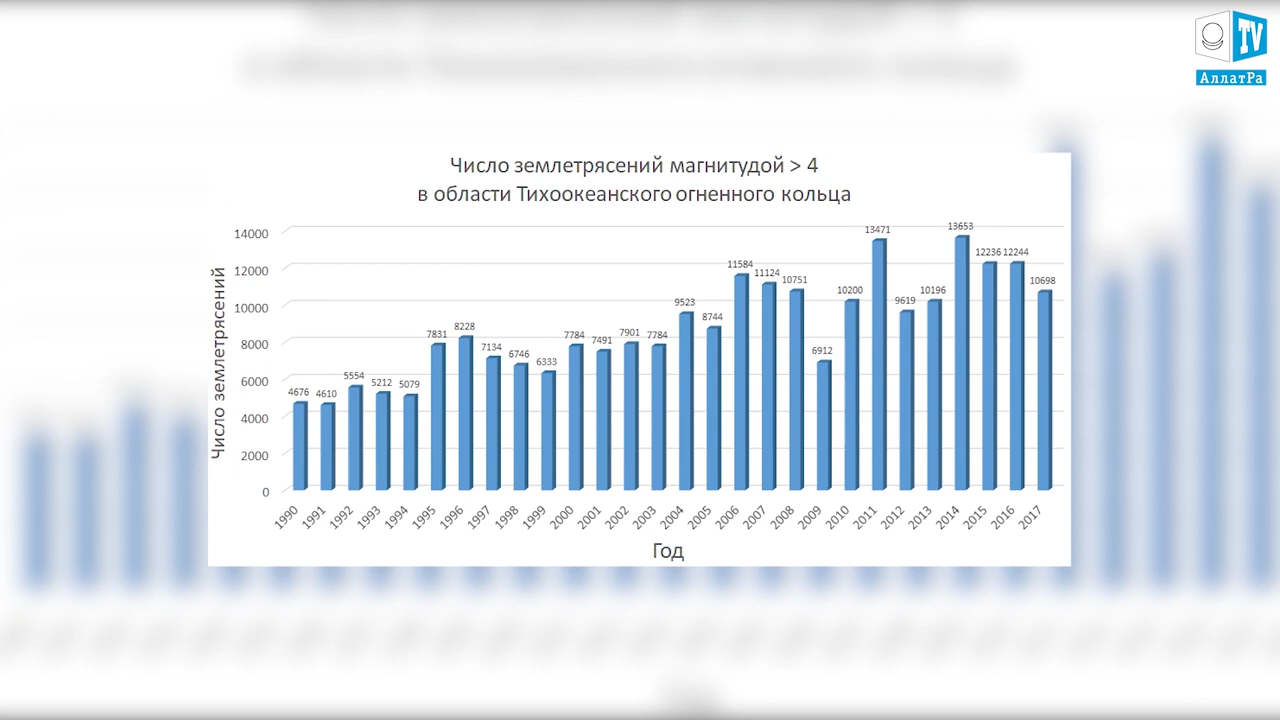 TV
АллатРа
Число землетрясений магнитудой > 4
в области Тихоокеанского огненного кольца
Число землетрясений
14000
12000
10000
8000
6000
4000
2000
0
4676 4610 5554 5212 5079 7831 8228 7134 6746 6333 7784 7491 7901 7784 9523 8744 11584 11124 10751 6912 10200 13471 9619 10196 13653 12236 12244 10698
1990 1991 1992 1993 1994 1995 1996 1997 1998 1999 2000 2001 2002 2003 2004 2005 2006 2007 2008 2009 2010 2011 2012 2013 2014 2015 2016 2017
Год